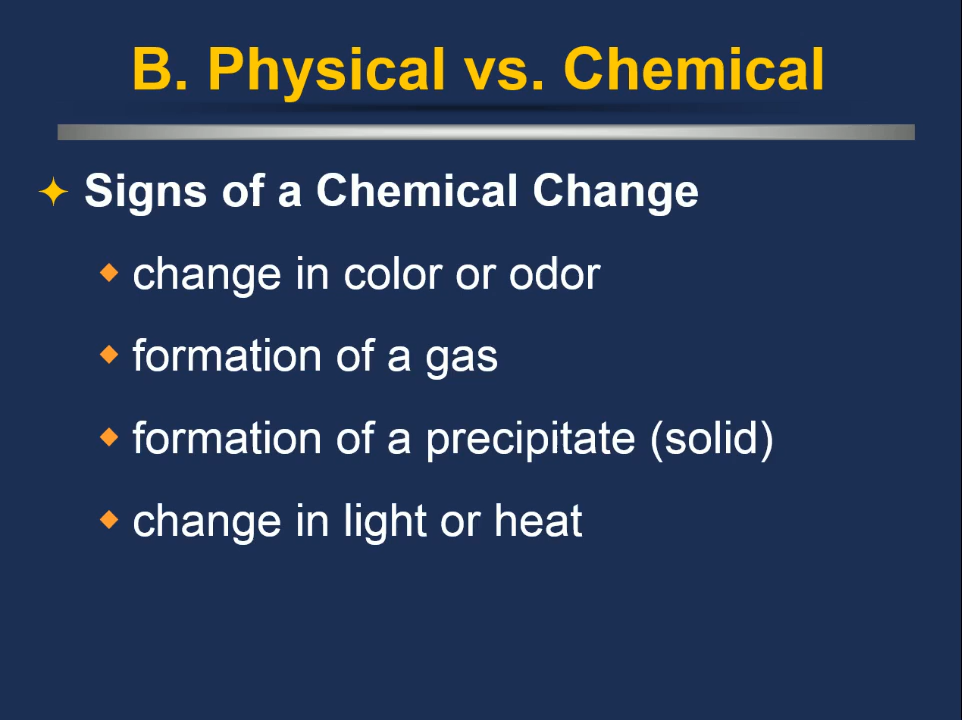 B. Physical vs. Chemical
Signs of a Chemical Change
change in color or odor
formation of a gas
formation of a precipitate (solid)
change in light or heat